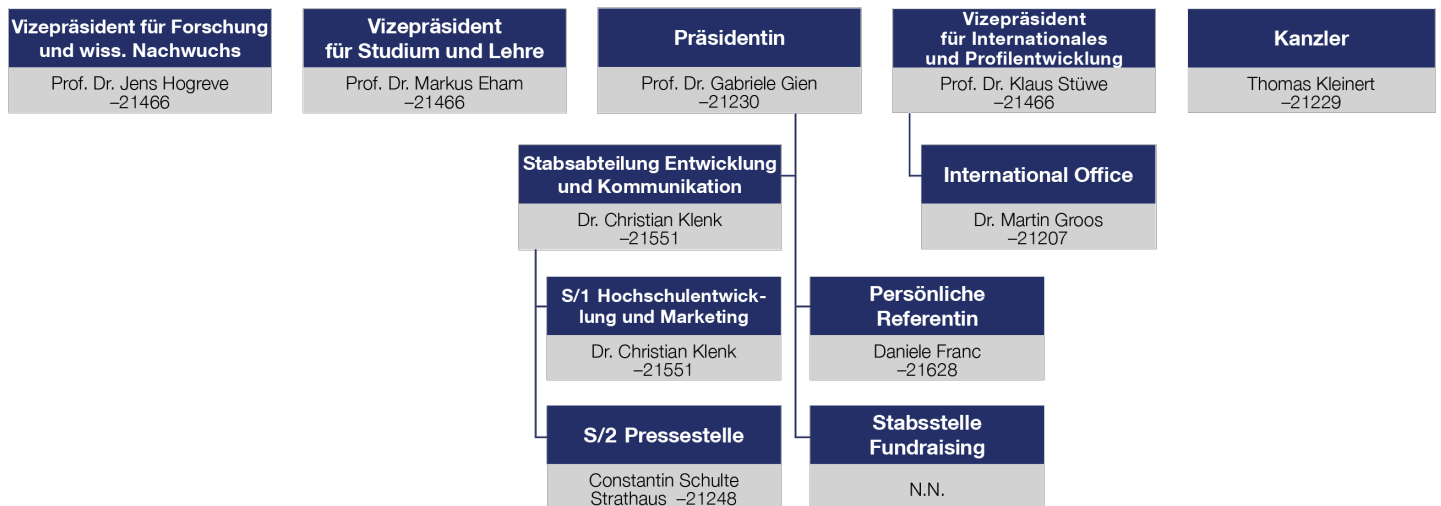 Vizepräsident für Forschung
und wiss. Nachwuchs
Prof. Dr. Jens Hogreve
–21466
Vizepräsident
für Studium und Lehre
Prof. Dr. Markus Eham
–21466
Präsidentin
Prof. Dr. Gabriele Gien
–21230
Vizepräsident
für Internationales
und Profilentwicklung
Prof. Dr. Klaus Stüwe
–21466
Kanzler
Thomas Kleinert
–21229
Stabsabteilung Entwicklung
und Kommunikation
Dr. Christian Klenk
–21551
International Office
Dr. Martin Groos
–21207
S/1 Hochschulentwick-
lung und Marketing
Dr. Christian Klenk
–21551
Persönliche
Referentin
Daniele Franc
–21628
S/2 Pressestelle
Constantin Schulte
Strathaus –21248
Stabsstelle
Fundraising
N.N.